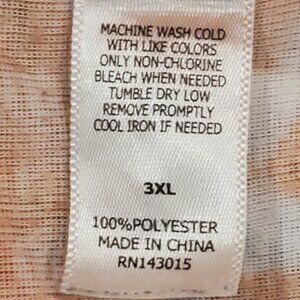 MACHINE WASH COLD
WITH LIKE COLORS
ONLY NON-CHLORINE
BLEACH WHEN NEEDED
TUMBLE DRY LOW
REMOVE PROMPTLY
COOL IRON IF NEEDED
3XL
100%POLYESTER
MADE IN CHINA
RN143015